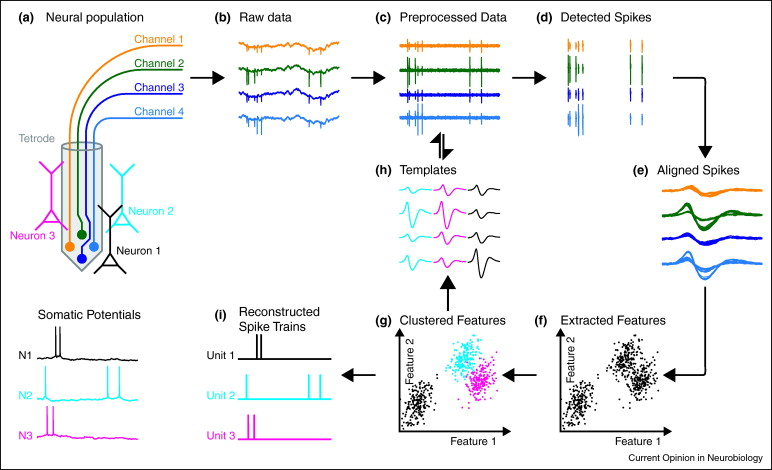 (a) Neural population
(b) Raw data
(c) Preprocessed Data
(d) Detected Spikes
Channel 1
Channel 2
Channel 3
Channel 4
Tetrode
Neuron 2
Neuron 3
Neuron 1
(h) Templates
(e) Aligned Spikes
Somatic Potentials
N1
N2
N3
(i) Reconstructed
Spike Trains
Unit 1
Unit 2
Unit 3
(g) Clustered Features
Feature 2
Feature 1
(f) Extracted Features
Feature 2
Feature 1
Current Opinion in Neurobiology